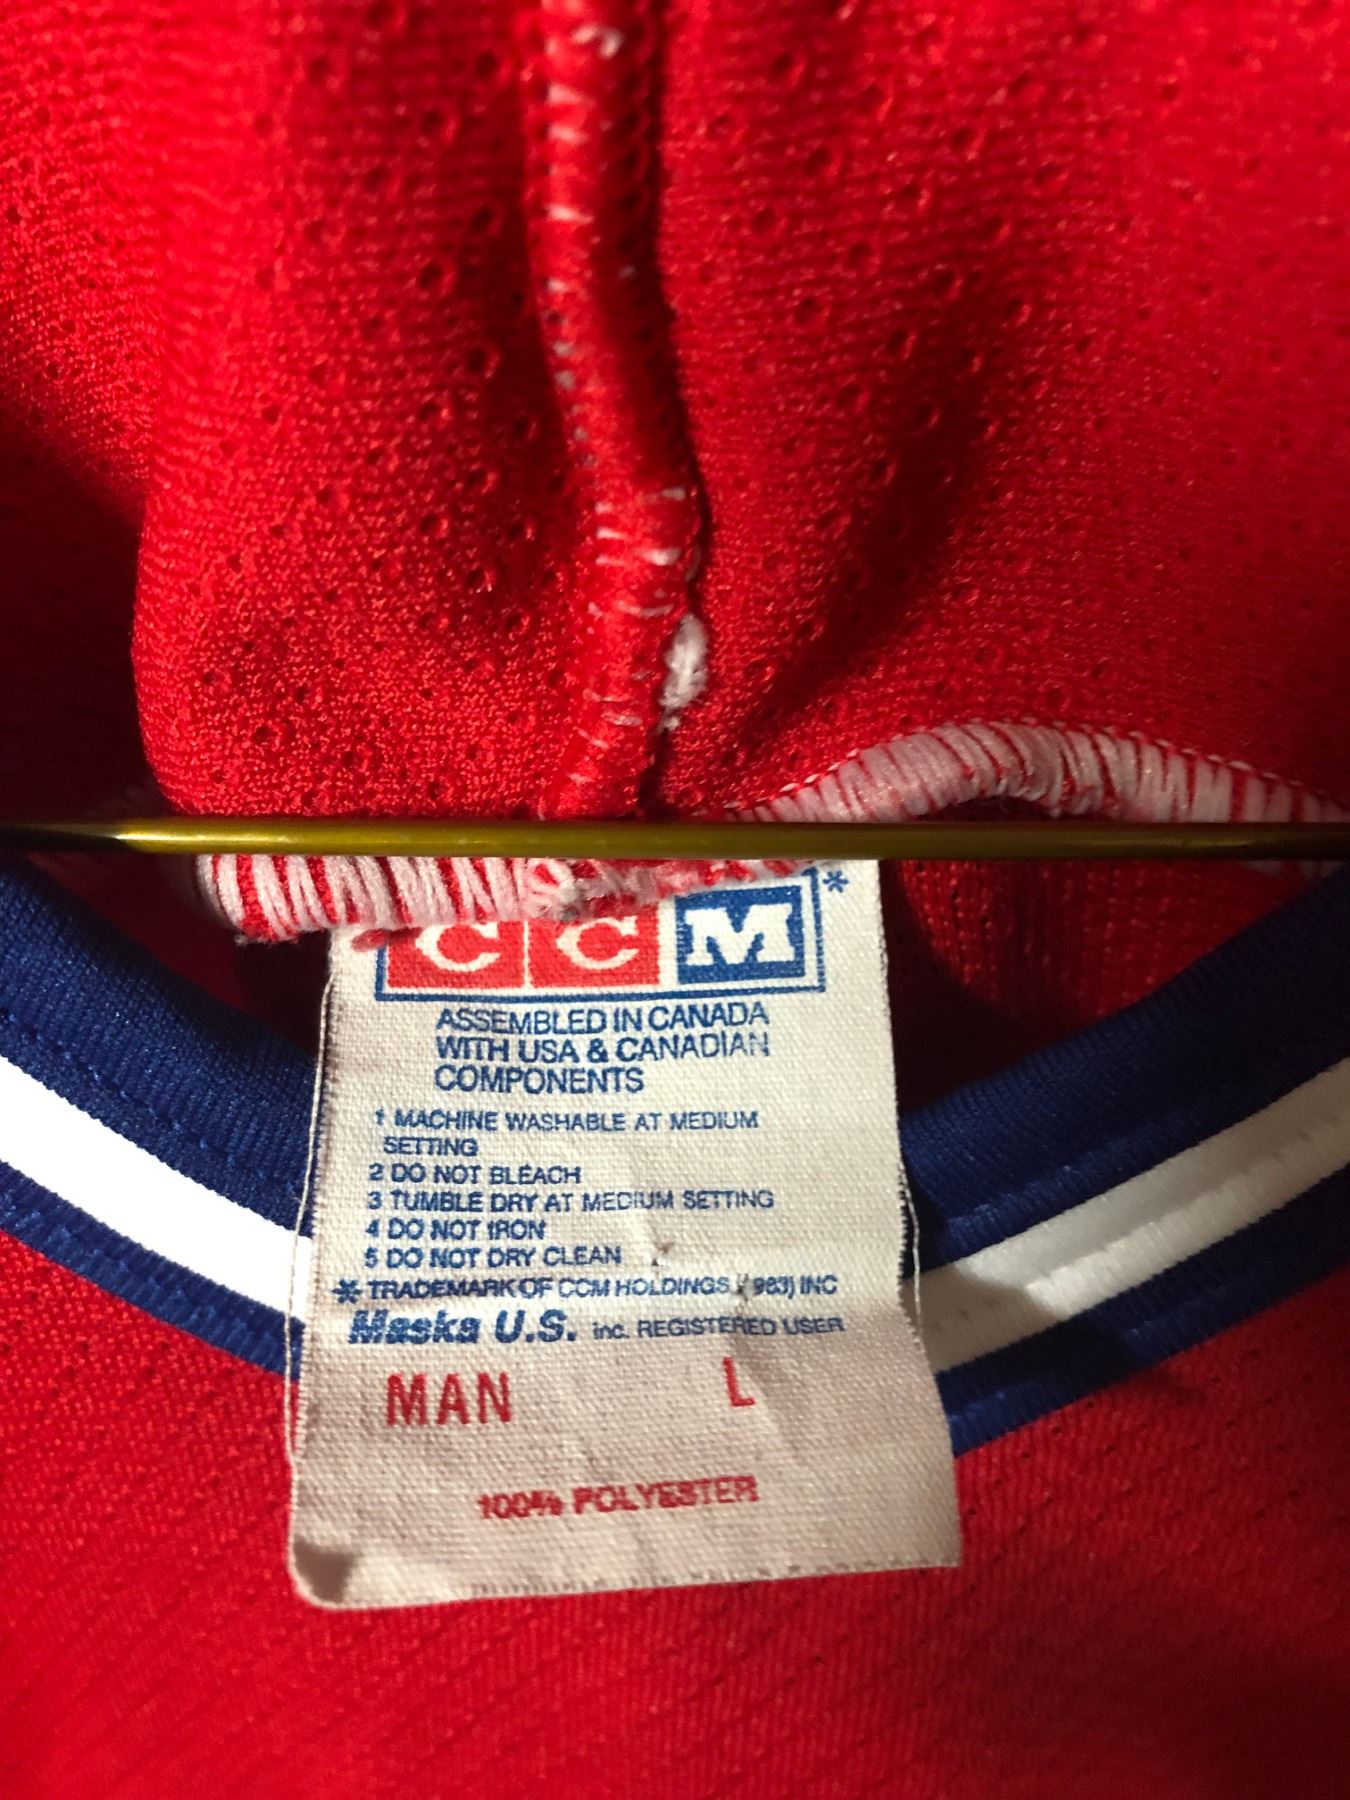 CCM*
ASSEMBLED IN CANADA
WITH USA & CANADIAN
COMPONENTS
1 MACHINE WASHABLE AT MEDIUM
SETTING
2 DO NOT BLEACH
3 TUMBLE DRY AT MEDIUM SETTING
4 DO NOT IRON
5 DO NOT DRY CLEAN
* TRADEMARK OF CCM HOLDINGS (1983) INC
Maska U.S. inc. REGISTERED USER
MAN L
100% POLYESTER